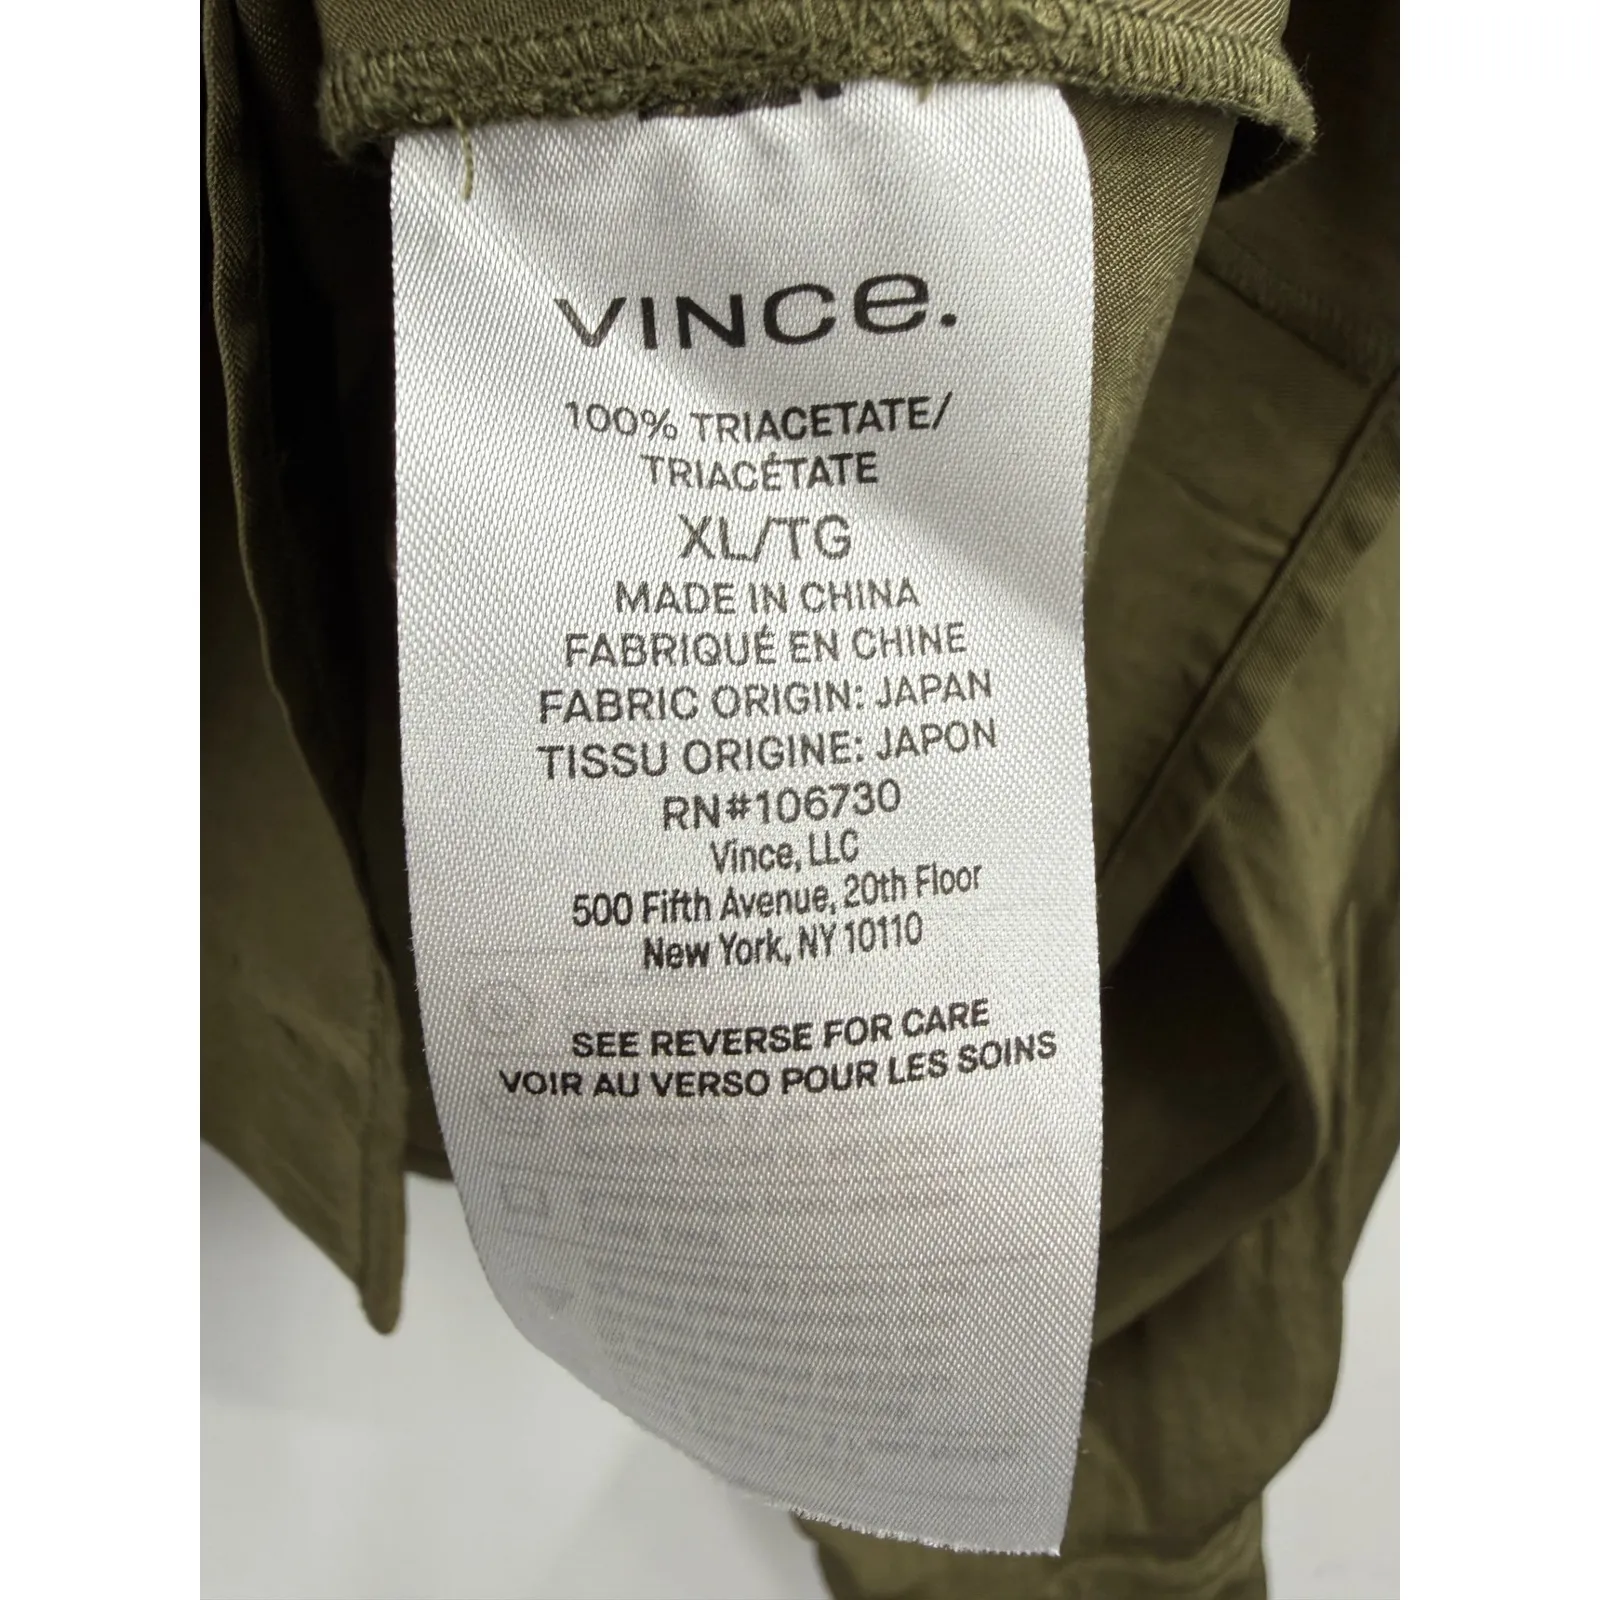 VINCe.
100% TRIACETATE/
TRIACÉTATE
XL/TG
MADE IN CHINA
FABRIQUÉ EN CHINE
FABRIC ORIGIN: JAPAN
TISSU ORIGINE: JAPON
RN#106730
Vince, LLC
500 Fifth Avenue, 20th Floor
New York, NY 10110
SEE REVERSE FOR CARE
VOIR AU VERSO POUR LES SOINS